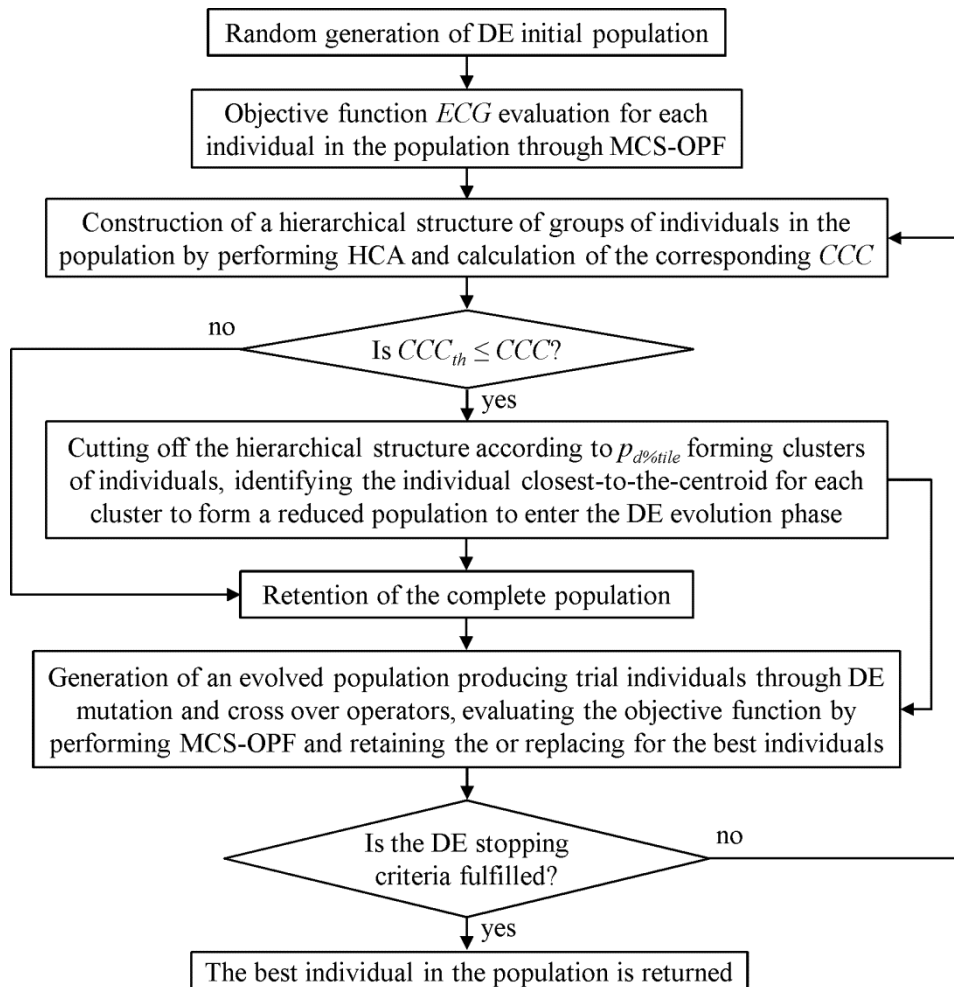 Random generation of DE initial population
Objective function ECG evaluation for each
individual in the population through MCS-OPF
Construction of a hierarchical structure of groups of individuals in the
population by performing HCA and calculation of the corresponding CCC
no
Is CCC_th ≤ CCC?
yes
Cutting off the hierarchical structure according to p_d%tile forming clusters
of individuals, identifying the individual closest-to-the-centroid for each
cluster to form a reduced population to enter the DE evolution phase
Retention of the complete population
Generation of an evolved population producing trial individuals through DE
mutation and cross over operators, evaluating the objective function by
performing MCS-OPF and retaining the or replacing for the best individuals
Is the DE stopping
criteria fulfilled?
no
yes
The best individual in the population is returned